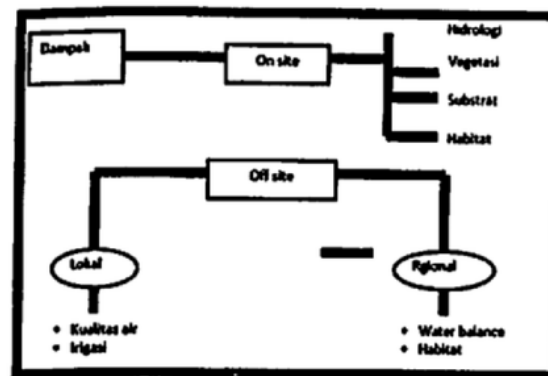 Hidrologi
Dampak
On site
Vegetasi
Substrat
Habitat
Off site
Lokal
Rgional
Kualitas air
Irigasi
Water balance
Habitat